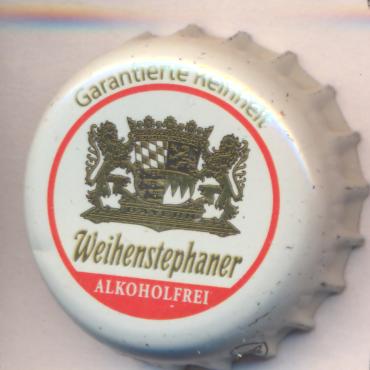 Garantierte Reinheit
Weihenstephaner
ALKOHOLFREI